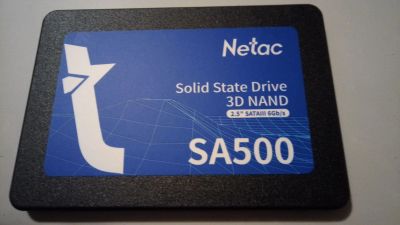 Netac
Solid State Drive
3D NAND
2.5" SATAIII 6Gb/s
SA500